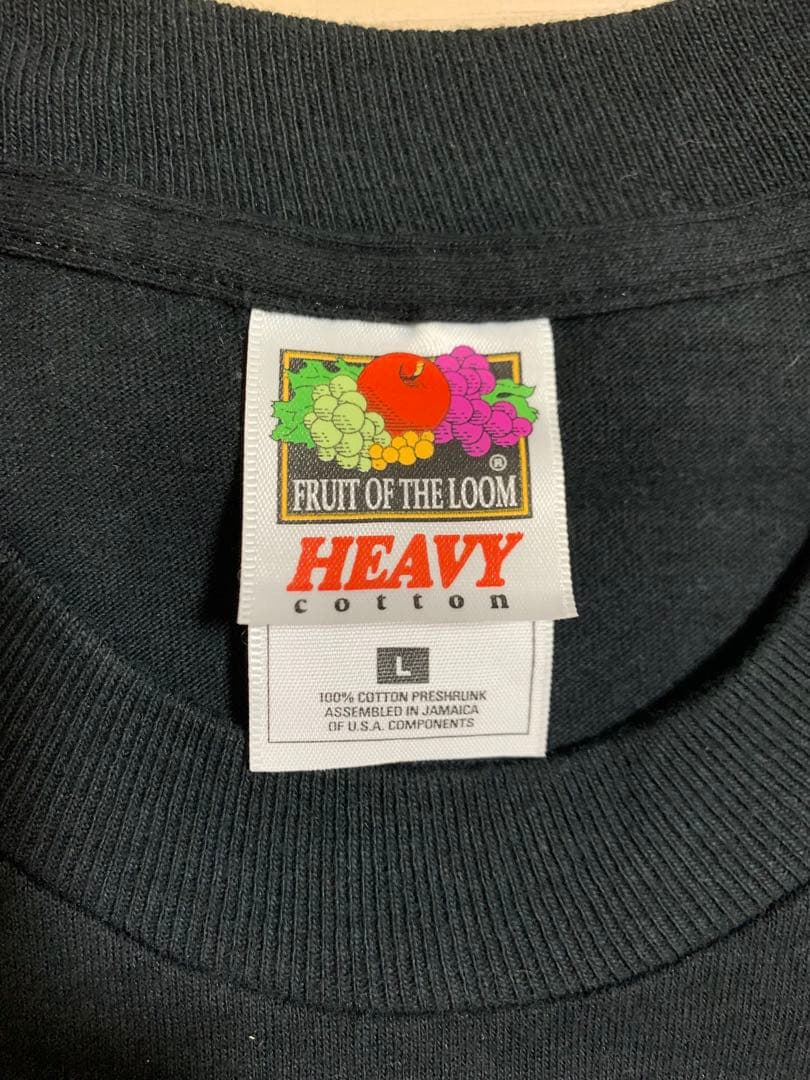 ®
FRUIT OF THE LOOM
HEAVY
cotton
L
100% COTTON PRESHRUNK
ASSEMBLED IN JAMAICA
OF U.S.A. COMPONENTS